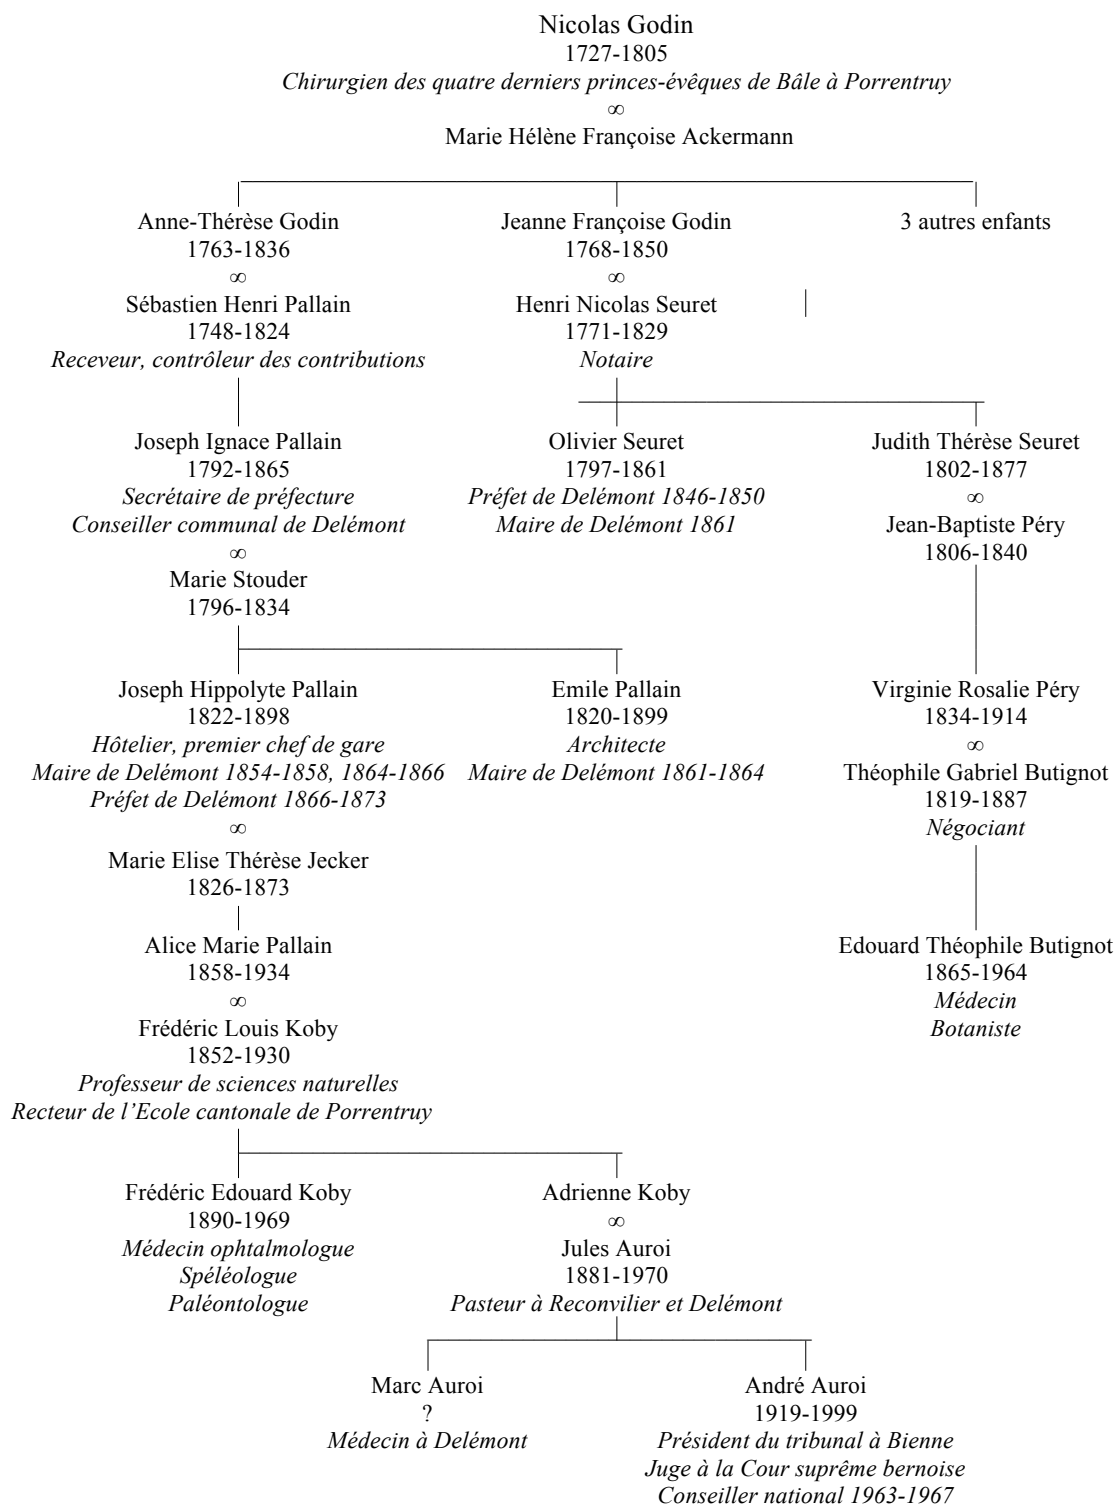 Nicolas Godin
1727-1805
Chirurgien des quatre derniers princes-évêques de Bâle à Porrentruy
∞
Marie Hélène Françoise Ackermann
Anne-Thérèse Godin
1763-1836
∞
Sébastien Henri Pallain
1748-1824
Receveur, contrôleur des contributions
Jeanne Françoise Godin
1768-1850
∞
Henri Nicolas Seuret
1771-1829
Notaire
3 autres enfants
Joseph Ignace Pallain
1792-1865
Secrétaire de préfecture
Conseiller communal de Delémont
∞
Marie Stouder
1796-1834
Olivier Seuret
1797-1861
Préfet de Delémont 1846-1850
Maire de Delémont 1861
Judith Thérèse Seuret
1802-1877
∞
Jean-Baptiste Péry
1806-1840
Joseph Hippolyte Pallain
1822-1898
Hôtelier, premier chef de gare
Maire de Delémont 1854-1858, 1864-1866
Préfet de Delémont 1866-1873
∞
Marie Elise Thérèse Jecker
1826-1873
Emile Pallain
1820-1899
Architecte
Maire de Delémont 1861-1864
Virginie Rosalie Péry
1834-1914
∞
Théophile Gabriel Butignot
1819-1887
Négociant
Alice Marie Pallain
1858-1934
∞
Frédéric Louis Koby
1852-1930
Professeur de sciences naturelles
Recteur de l'Ecole cantonale de Porrentruy
Edouard Théophile Butignot
1865-1964
Médecin
Botaniste
Frédéric Edouard Koby
1890-1969
Médecin ophtalmologue
Spéléologue
Paléontologue
Adrienne Koby
∞
Jules Auroi
1881-1970
Pasteur à Reconvilier et Delémont
Marc Auroi
?
Médecin à Delémont
André Auroi
1919-1999
Président du tribunal à Bienne
Juge à la Cour suprême bernoise
Conseiller national 1963-1967